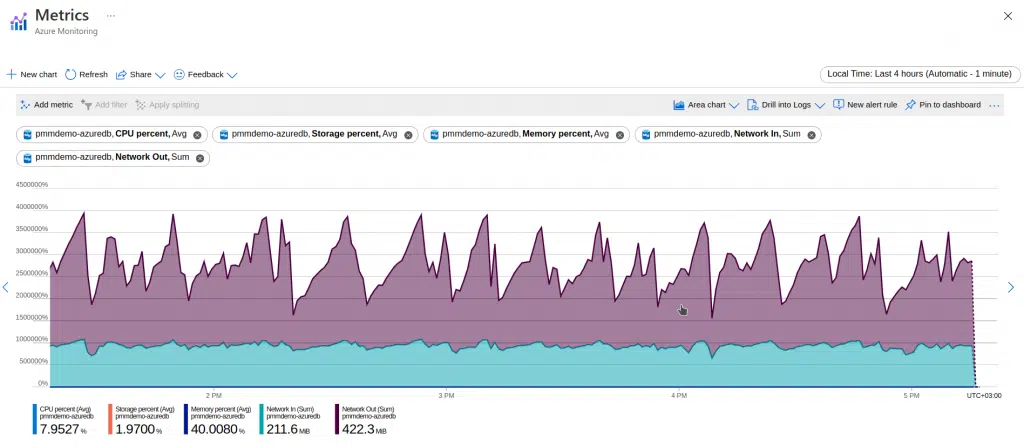 Metrics ...
Azure Monitoring
New chart Refresh Share Feedback
Local Time: Last 4 hours (Automatic - 1 minute)
Add metric Add filter Apply splitting Area chart Drill into Logs New alert rule Pin to dashboard ...
pmmdemo-azuredb, CPU percent, Avg pmmdemo-azuredb, Storage percent, Avg pmmdemo-azuredb, Memory percent, Avg pmmdemo-azuredb, Network In, Sum
pmmdemo-azuredb, Network Out, Sum
4500000%
4000000%
3500000%
3000000%
2500000%
2000000%
1500000%
1000000%
500000%
0%
2 PM 3 PM 4 PM 5 PM UTC+03:00
CPU percent (Avg) Storage percent (Avg) Memory percent (Avg) Network In (Sum) Network Out (Sum)
pmmdemo-azuredb pmmdemo-azuredb pmmdemo-azuredb pmmdemo-azuredb pmmdemo-azuredb
7.9527 % 1.9700 % 40.0080 % 211.6 MiB 422.3 MiB